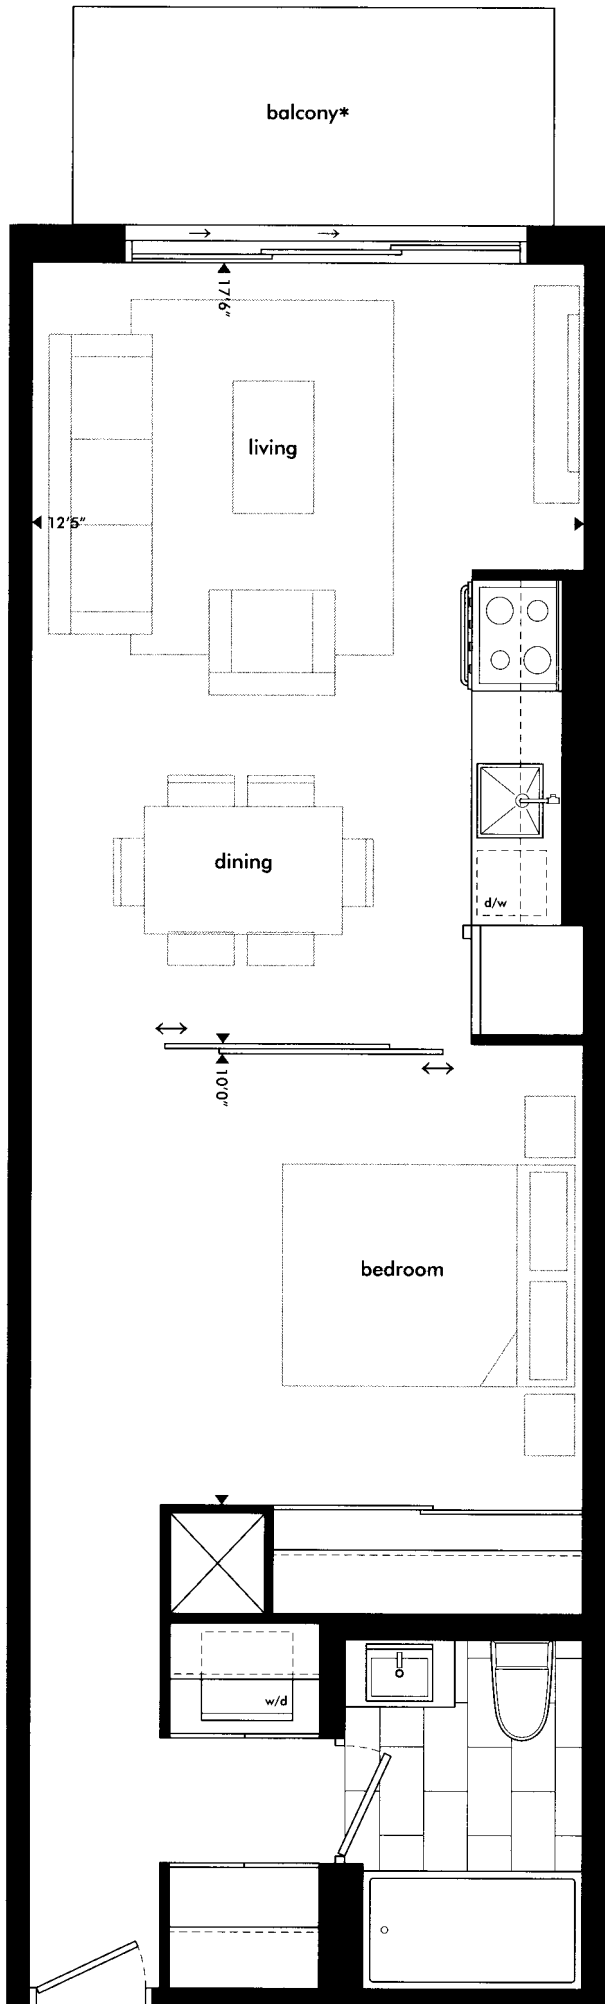 balcony*
17'6"
living
12'5"
dining
d/w
10'0"
bedroom
w/d